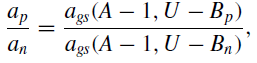 a_p / a_n = a_gs(A − 1, U − B_p) / a_gs(A − 1, U − B_n),